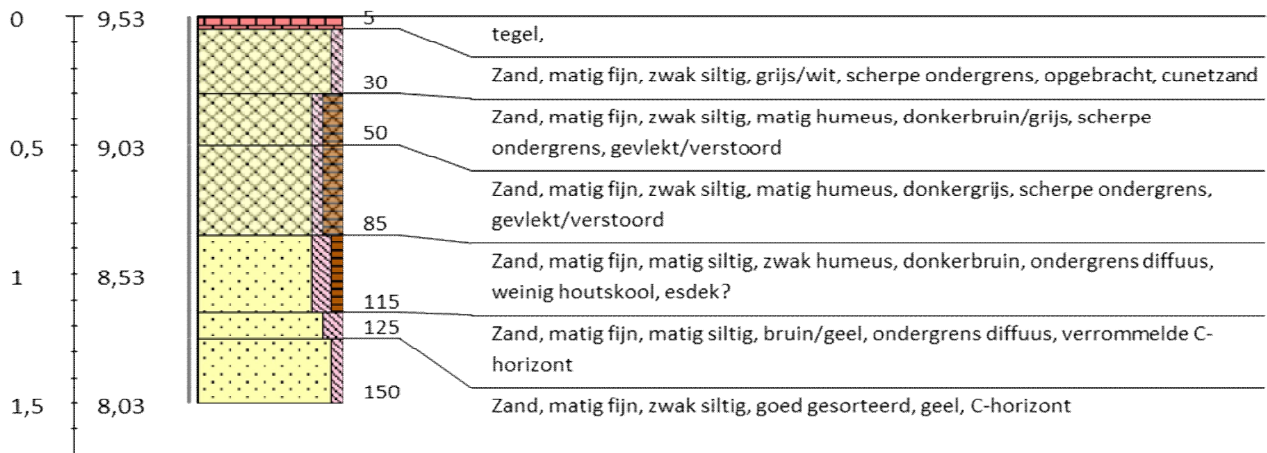 0 9,53 5
tegel,
Zand, matig fijn, zwak siltig, grijs/wit, scherpe ondergrens, opgebracht, cunetzand
30
Zand, matig fijn, zwak siltig, matig humeus, donkerbruin/grijs, scherpe
0,5 9,03 50
ondergrens, gevlekt/verstoord
Zand, matig fijn, zwak siltig, matig humeus, donkergrijs, scherpe ondergrens,
gevlekt/verstoord
85
Zand, matig fijn, matig siltig, zwak humeus, donkerbruin, ondergrens diffuus,
1 8,53
weinig houtskool, esdek?
115
125
Zand, matig fijn, matig siltig, bruin/geel, ondergrens diffuus, verrommelde C-
horizont
150
1,5 8,03
Zand, matig fijn, zwak siltig, goed gesorteerd, geel, C-horizont